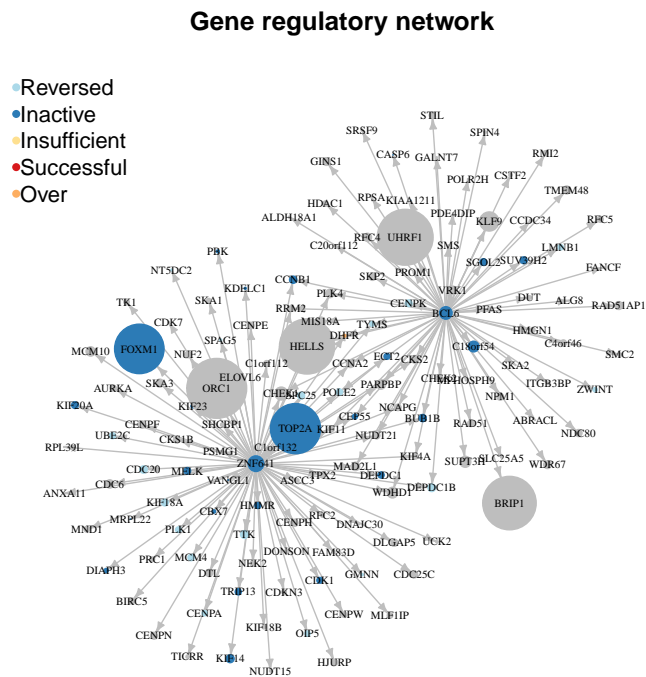 Gene regulatory network
Reversed
Inactive
Insufficient
Successful
Over
STIL
SRSF9
SPIN4
CASP6
GALNT7
RMI2
GINS1
POLR2H
CSTF2
TMEM48
RPSA
KIAA1211
HDAC1
PDE4DIP
KLF9
CCDC34
RFC5
ALDH18A1
RFC4
UHRF1
C20orf112
SMS
LMNB1
SGOL2
SUV39H2
FANCF
PBK
NT5DC2
SKP2
PROM1
VRK1
CCNB1
KDELC1
PLK4
DUT
ALG8
RAD51AP1
TK1
SKA1
RRM2
CENPK
BCL6
PFAS
CDK7
CENPE
MIS18A
TYMS
HMGN1
C4orf46
SMC2
SPAG5
DHFR
FOXM1
HELLS
C18orf54
MCM10
NUF2
C1orf112
CCNA2
ECT2
CKS2
SKA2
ELOVL6
SKA3
ORC1
CHEK2
MPHOSPH9
ITGB3BP
ZWINT
AURKA
CHEK1
SPC25
POLE2
PARPBP
NPM1
KIF20A
KIF23
NCAPG
ABRACL
CENPF
SHCBP1
TOP2A
CEP55
BUB1B
RAD51
NDC80
UBE2C
CKS1B
KIF11
RPL39L
C1orf132
NUDT21
PSMG1
KIF4A
SLC25A5
SUPT3H
WDR67
CDC20
MELK
ZNF641
MAD2L1
ANXA11
CDC6
VANGL1
ASCC3
TPX2
DEPDC1
DEPDC1B
WDHD1
BRIP1
KIF18A
CBX7
HMMR
MRPL22
RFC2
MND1
PLK1
CENPH
DNAJC30
TTK
DLGAP5
UCK2
PRC1
MCM4
DONSON
FAM83D
DIAPH3
NEK2
DTL
GMNN
CDC25C
BIRC5
TRIP13
CDK1
CDKN3
CENPA
CENPW
MLF1IP
CENPN
KIF18B
OIP5
TICRR
KIF14
NUDT15
HJURP